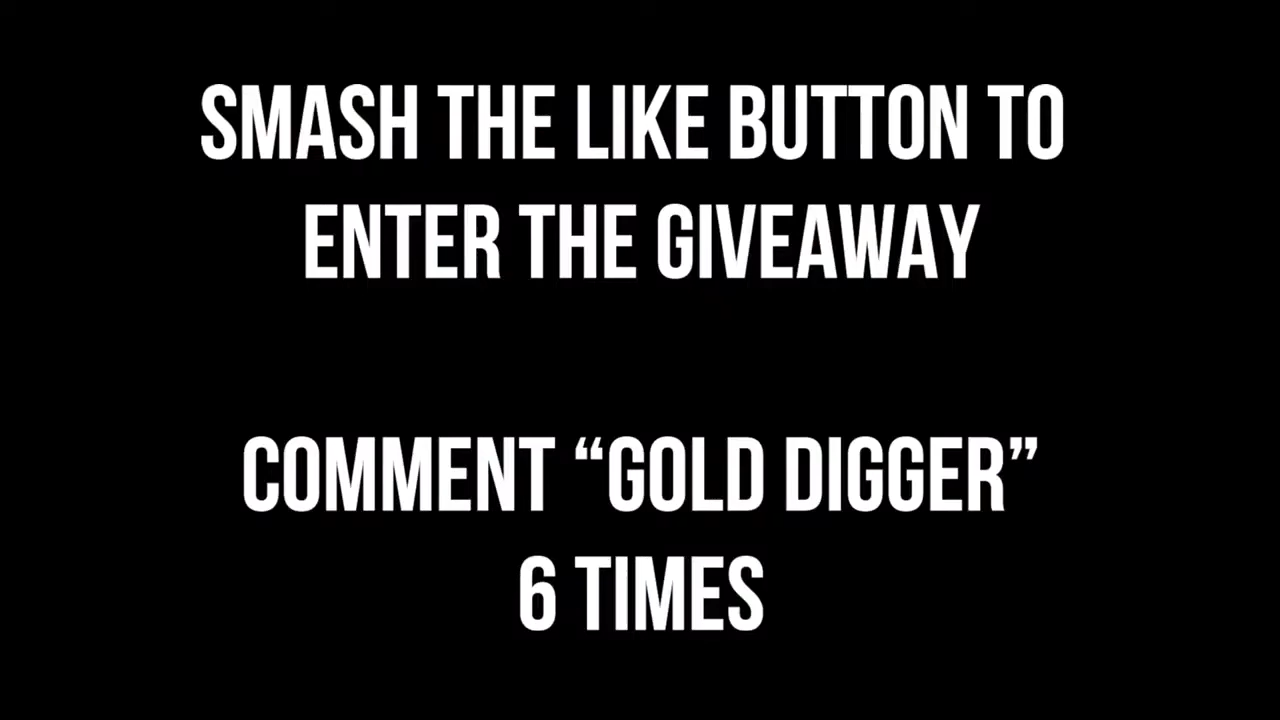 SMASH THE LIKE BUTTON TO
ENTER THE GIVEAWAY
COMMENT “GOLD DIGGER”
6 TIMES